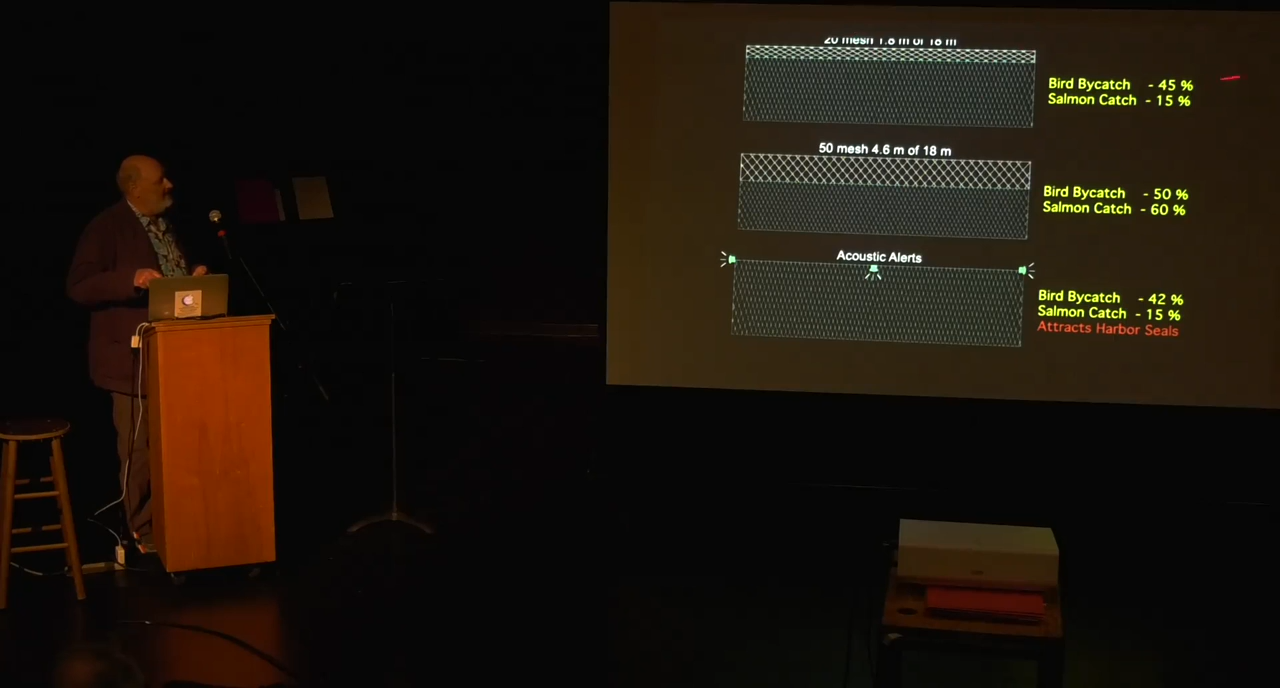 20 mesh 1.8 m of 18 m
Bird Bycatch - 45 %
Salmon Catch - 15 %
50 mesh 4.6 m of 18 m
Bird Bycatch - 50 %
Salmon Catch - 60 %
Acoustic Alerts
Bird Bycatch - 42 %
Salmon Catch - 15 %
Attracts Harbor Seals